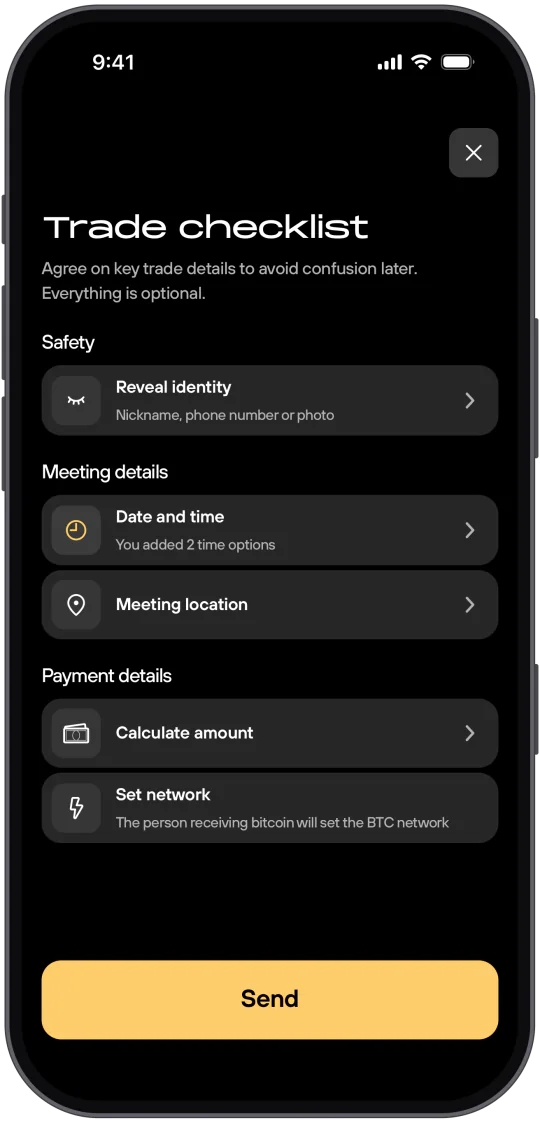 9:41
Trade checklist
Agree on key trade details to avoid confusion later.
Everything is optional.
Safety
Reveal identity
Nickname, phone number or photo
Meeting details
Date and time
You added 2 time options
Meeting location
Payment details
Calculate amount
Set network
The person receiving bitcoin will set the BTC network
Send